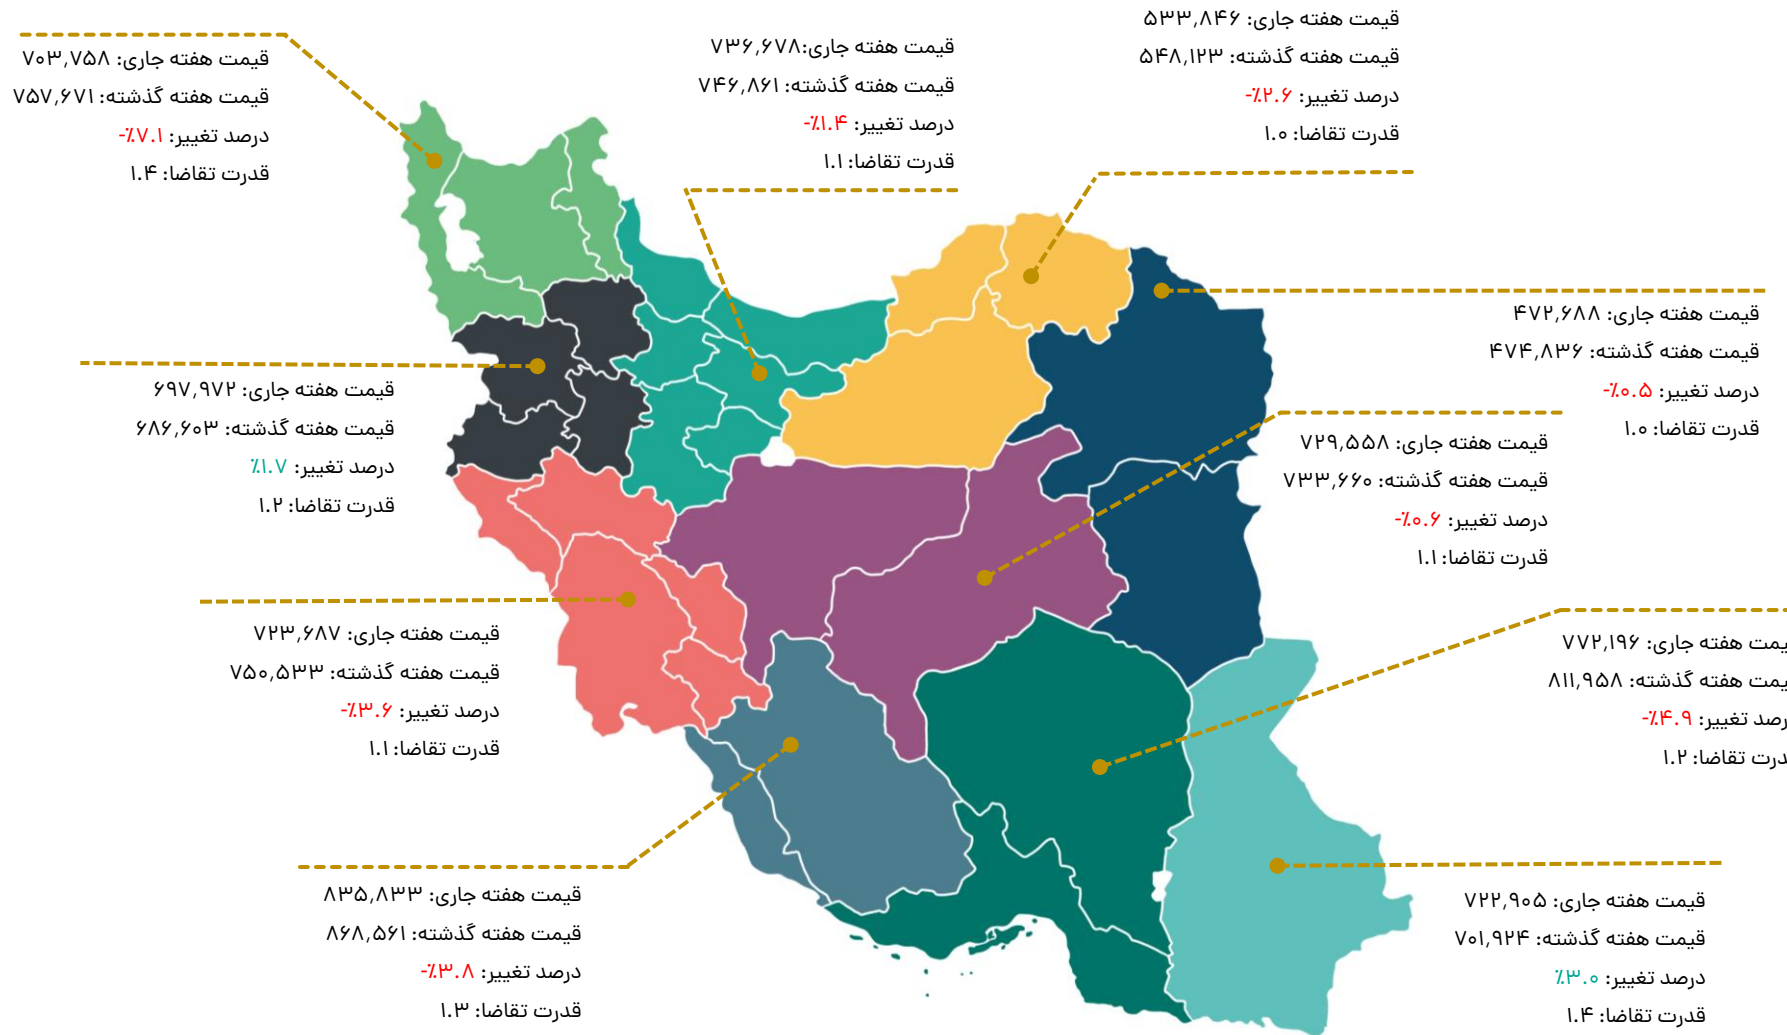 قیمت هفته جاری: ۵۳۳,۸۴۶
قیمت هفته گذشته: ۵۴۸,۱۲۳
درصد تغییر: ٪۲.۶-
قدرت تقاضا: ۱.۰
قیمت هفته جاری:۷۳۶,۶۷۸
قیمت هفته گذشته: ۷۴۶,۸۶۱
درصد تغییر: ٪۱.۴-
قدرت تقاضا: ۱.۱
قیمت هفته جاری: ۷۰۳,۷۵۸
قیمت هفته گذشته: ۷۵۷,۶۷۱
درصد تغییر: ٪۷.۱-
قدرت تقاضا: ۱.۴
قیمت هفته جاری: ۴۷۲,۶۸۸
قیمت هفته گذشته: ۴۷۴,۸۳۶
درصد تغییر: ٪۰.۵-
قدرت تقاضا: ۱.۰
قیمت هفته جاری: ۶۹۷,۹۷۲
قیمت هفته گذشته: ۶۸۶,۶۰۳
درصد تغییر: ٪۱.۷
قدرت تقاضا: ۱.۲
قیمت هفته جاری: ۷۲۹,۵۵۸
قیمت هفته گذشته: ۷۳۳,۶۶۰
درصد تغییر: ٪۰.۶-
قدرت تقاضا: ۱.۱
یمت هفته جاری: ۷۷۲,۱۹۶
یمت هفته گذشته: ۸۱۱,۹۵۸
رصد تغییر: ٪۴.۹-
درت تقاضا: ۱.۲
قیمت هفته جاری: ۷۲۳,۶۸۷
قیمت هفته گذشته: ۷۵۰,۵۳۳
درصد تغییر: ٪۳.۶-
قدرت تقاضا: ۱.۱
قیمت هفته جاری: ۷۲۲,۹۰۵
قیمت هفته گذشته: ۷۰۱,۹۲۴
درصد تغییر: ٪۳.۰
قدرت تقاضا: ۱.۴
قیمت هفته جاری: ۸۳۵,۸۳۳
قیمت هفته گذشته: ۸۶۸,۵۶۱
درصد تغییر: ٪۳.۸-
قدرت تقاضا: ۱.۳